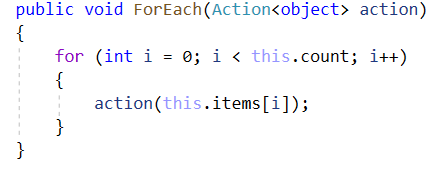 public void ForEach(Action<object> action)
{
    for (int i = 0; i < this.count; i++)
    {
        action(this.items[i]);
    }
}